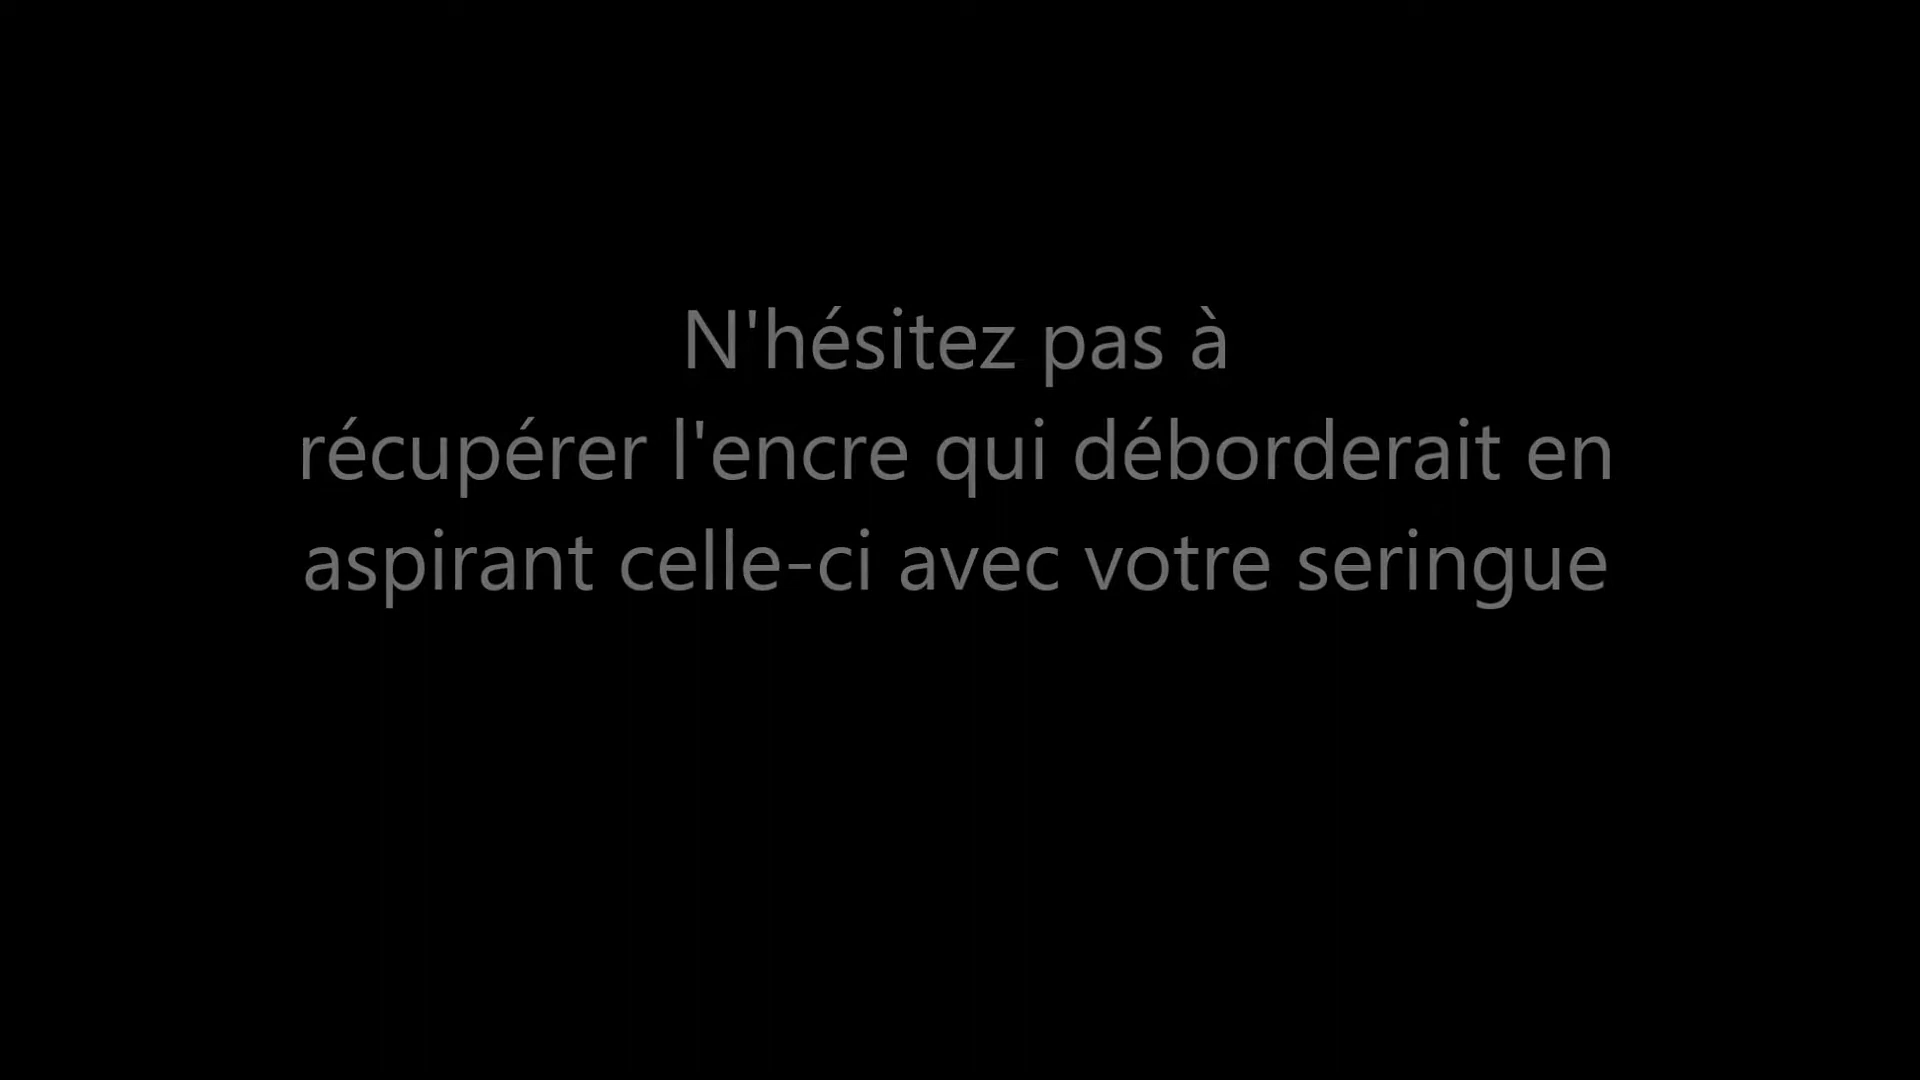 N'hésitez pas à
récupérer l'encre qui déborderait en
aspirant celle-ci avec votre seringue